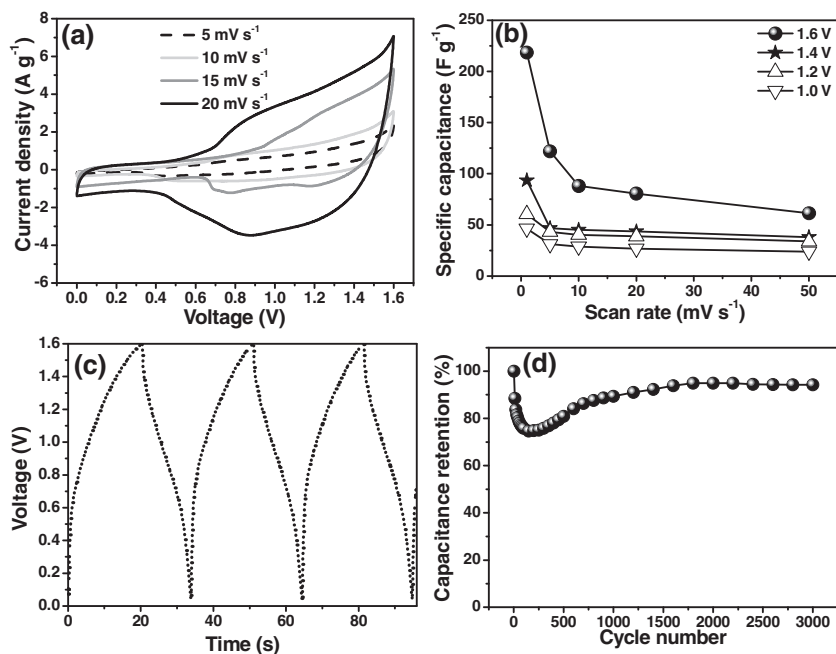 (a)
5 mV s⁻¹
10 mV s⁻¹
15 mV s⁻¹
20 mV s⁻¹
8
6
4
2
0
-2
-4
-6
Current density (A g⁻¹)
0.0 0.2 0.4 0.6 0.8 1.0 1.2 1.4 1.6
Voltage (V)
(b)
1.6 V
1.4 V
1.2 V
1.0 V
250
200
150
100
50
0
Specific capacitance (F g⁻¹)
0 10 20 30 40 50
Scan rate (mV s⁻¹)
(c)
1.6
1.4
1.2
1.0
0.8
0.6
0.4
0.2
0.0
Voltage (V)
0 20 40 60 80
Time (s)
(d)
100
80
60
40
20
0
Capacitance retention (%)
0 500 1000 1500 2000 2500 3000
Cycle number